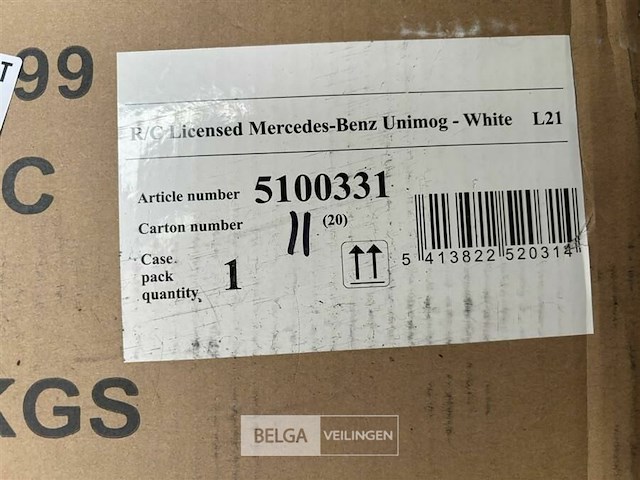 T
99
C
R/C Licensed Mercedes-Benz Unimog - White L21
Article number 5100331
Carton number 11 (20)
Case pack quantity 1
5 413822 520314
KGS
BELGA VEILINGEN